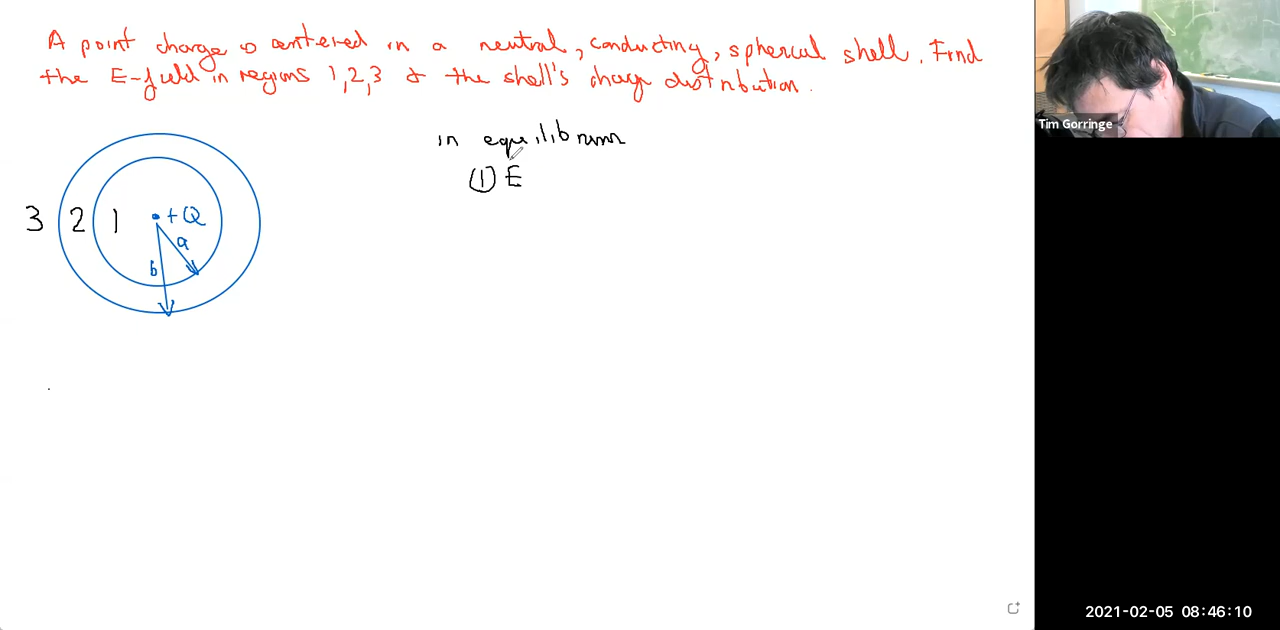 A point charge is centered in a neutral, conducting, spherical shell. Find
the E-field in regions 1,2,3 & the shell's charge distribution.
in equilibrium
① E
3 2 1 +Q
a
b
Tim Gorringe
2021-02-05 08:46:10